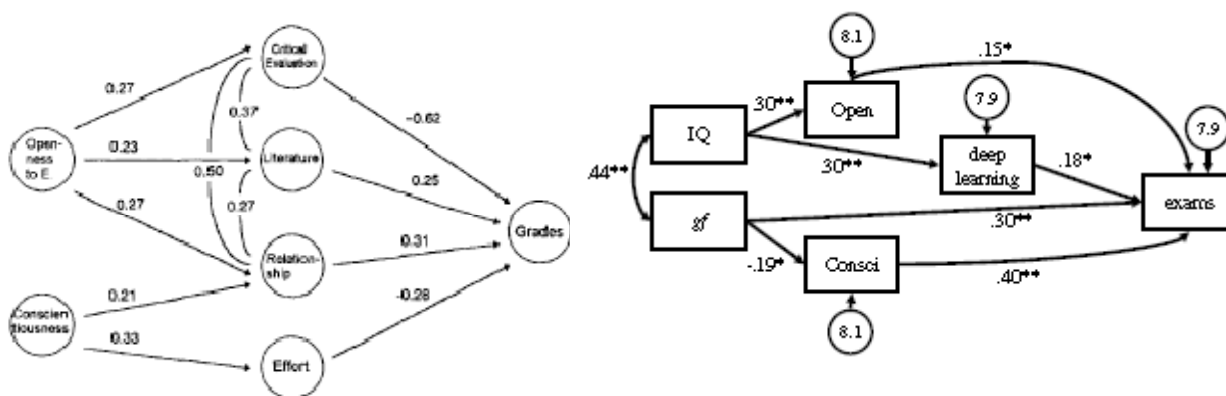 Critical
Evaluation
0.27
0.37
-0.62
Open-
ness
to E.
0.23
Literature
0.50
0.25
0.27
0.27
Gradles
Relation-
ship
0.31
0.21
Conscien-
tiousness
-0.28
0.33
Effort
8.1
.15*
.30**
Open
7.9
7.9
IQ
.30**
deep
learning
.18*
.44**
exams
gf
.30**
-.19*
Consci
.40**
8.1